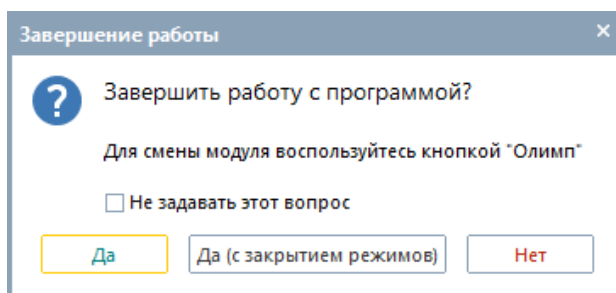 Завершение работы
Завершить работу с программой?
Для смены модуля воспользуйтесь кнопкой "Олимп"
Не задавать этот вопрос
Да
Да (с закрытием режимов)
Нет